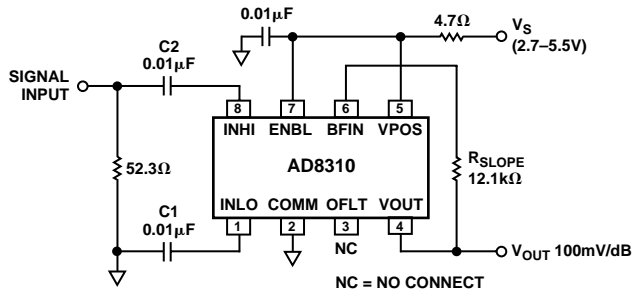 0.01µF
4.7Ω
VS
(2.7–5.5V)
C2
0.01µF
SIGNAL
INPUT
8 7 6 5
INHI ENBL BFIN VPOS
52.3Ω
AD8310
RSLOPE
12.1kΩ
C1
0.01µF
INLO COMM OFLT VOUT
1 2 3 4
NC
VOUT 100mV/dB
NC = NO CONNECT